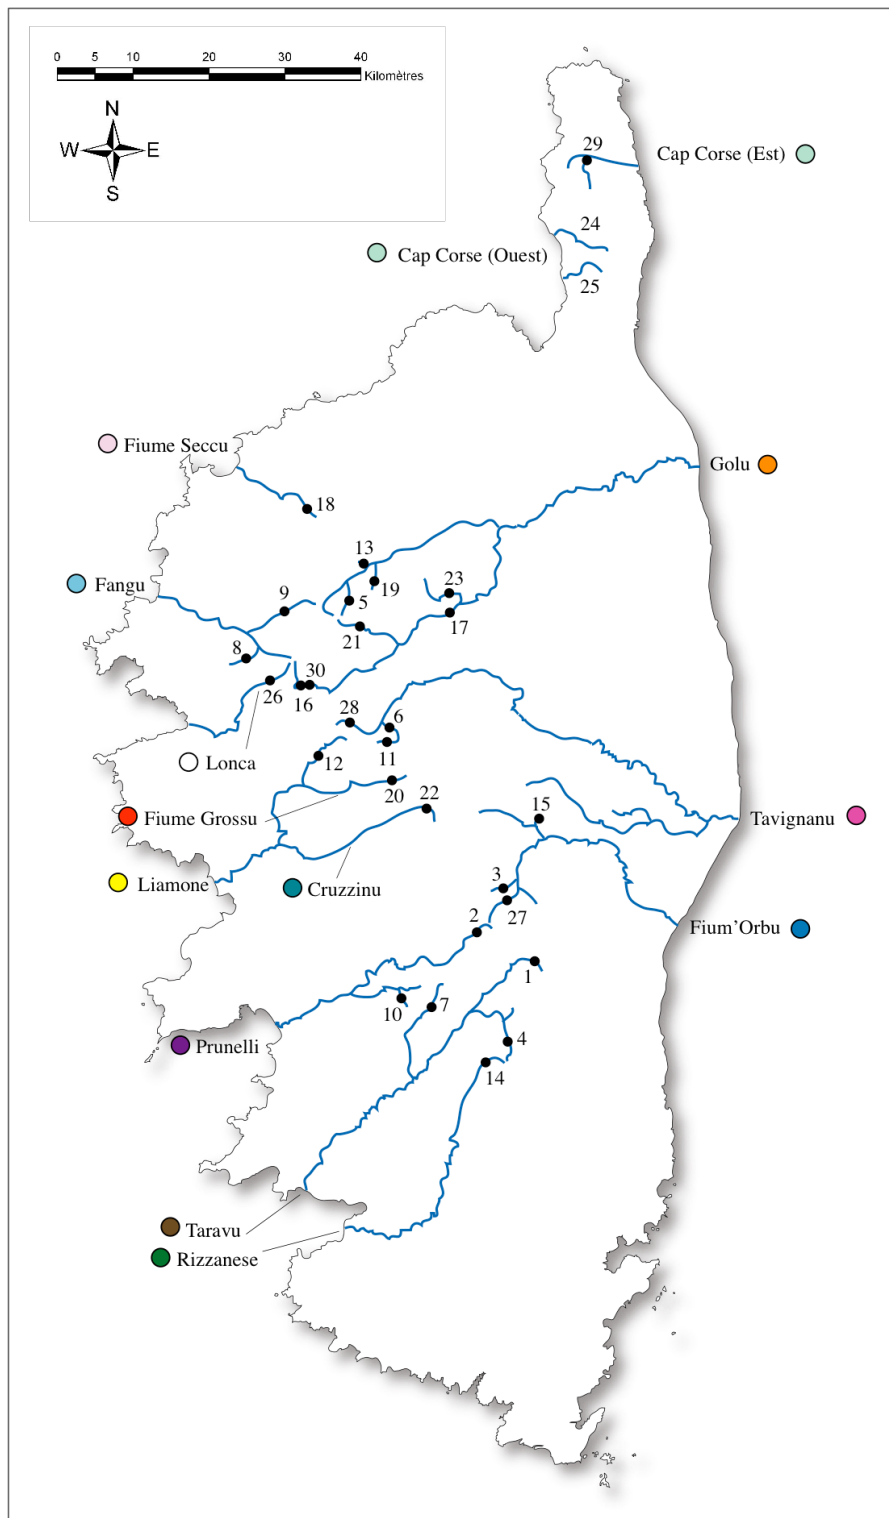 0 5 10 20 30 40
Kilomètres
N
W E
S
29
Cap Corse (Est)
24
Cap Corse (Ouest)
25
Fiume Seccu
Golu
18
13
Fangu
9
19
23
5
17
21
8
30
26
16
28
6
Lonca
12
11
20
22
15
Fiume Grossu
Tavignanu
3
Liamone
Cruzzinu
27
2
Fium’Orbu
1
10
7
4
Prunelli
14
Taravu
Rizzanese